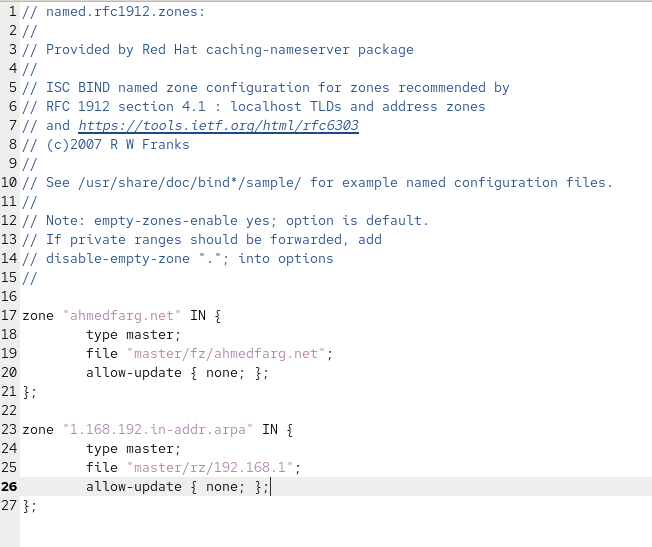 1 // named.rfc1912.zones:
2 //
3 // Provided by Red Hat caching-nameserver package
4 //
5 // ISC BIND named zone configuration for zones recommended by
6 // RFC 1912 section 4.1 : localhost TLDs and address zones
7 // and https://tools.ietf.org/html/rfc6303
8 // (c)2007 R W Franks
9 //
10 // See /usr/share/doc/bind*/sample/ for example named configuration files.
11 //
12 // Note: empty-zones-enable yes; option is default.
13 // If private ranges should be forwarded, add
14 // disable-empty-zone "."; into options
15 //
16
17 zone "ahmedfarg.net" IN {
18         type master;
19         file "master/fz/ahmedfarg.net";
20         allow-update { none; };
21 };
22
23 zone "1.168.192.in-addr.arpa" IN {
24         type master;
25         file "master/rz/192.168.1";
26         allow-update { none; };
27 };